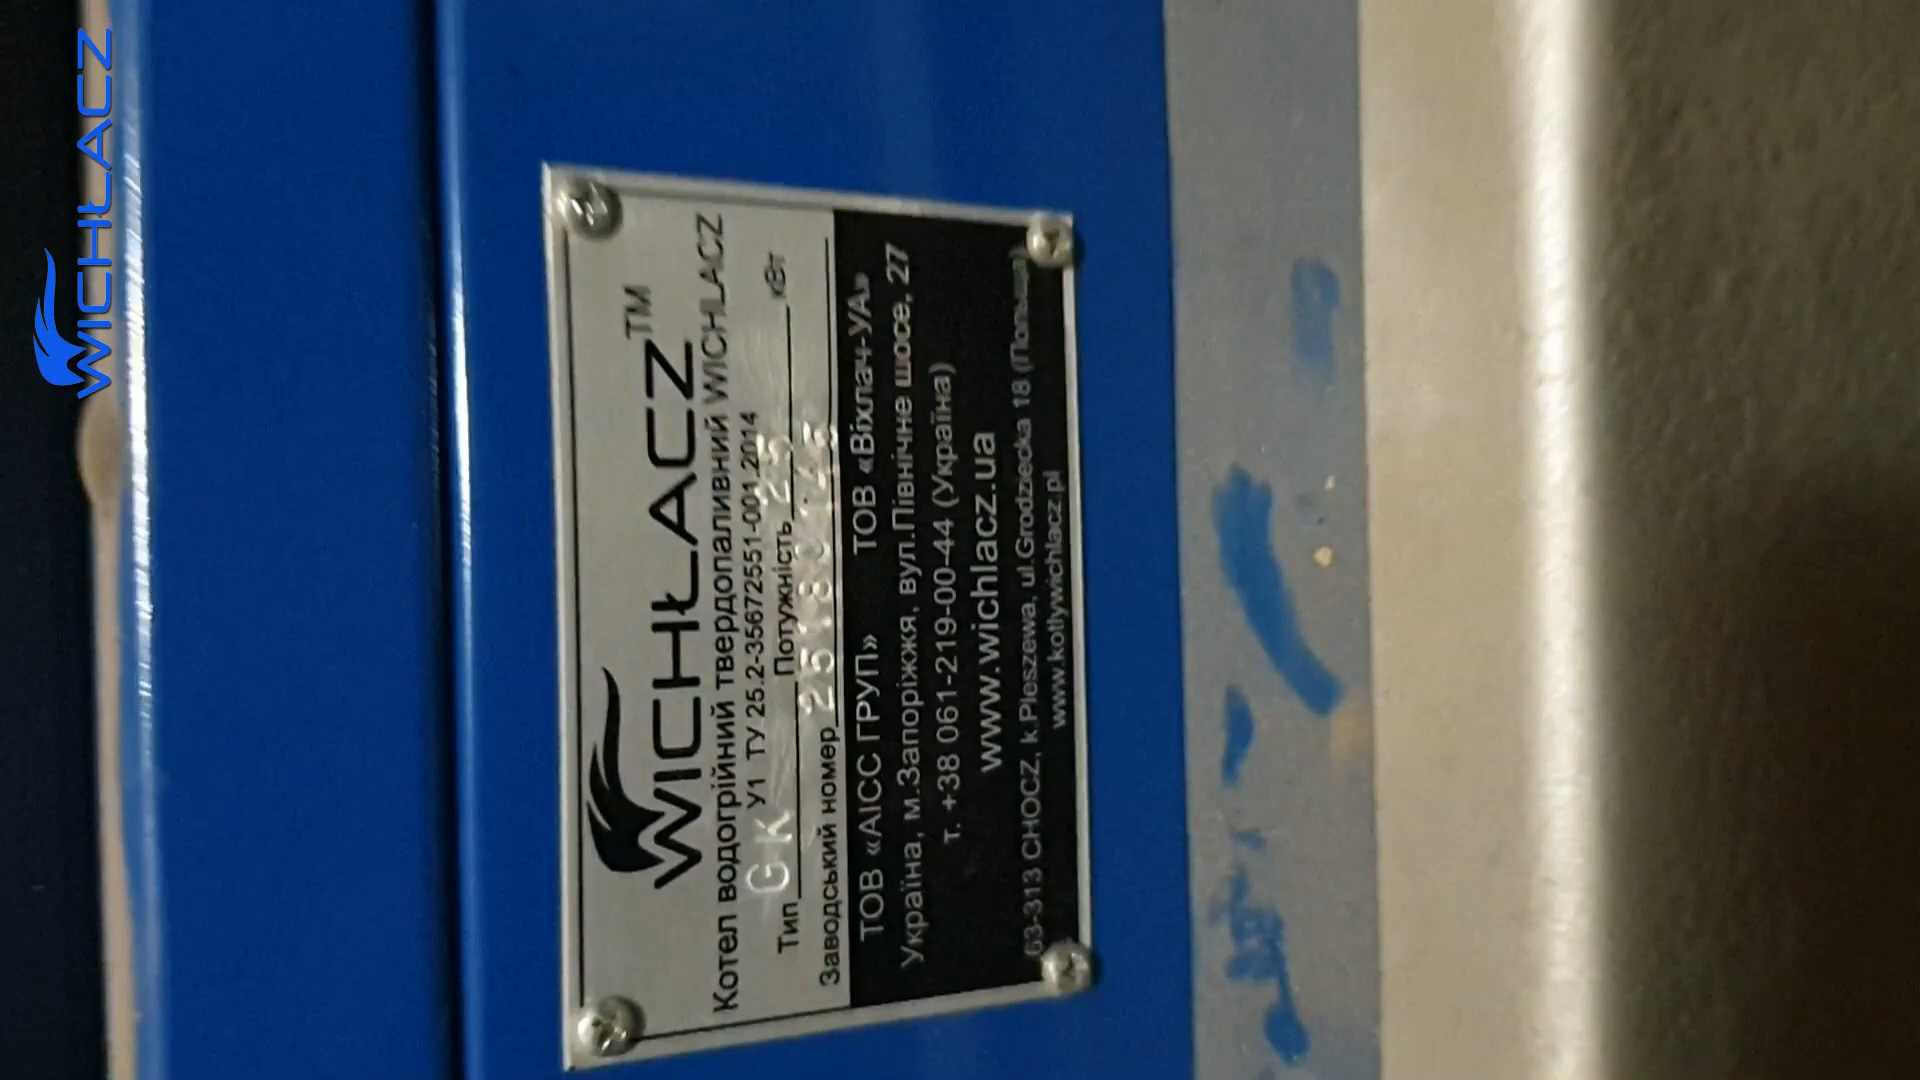 WICHŁACZ
WICHŁACZ™
Котел водогрійний твердопаливний WICHLACZ
У1 ТУ 25.2-356725551-001.2014
Тип GK Потужність 25 кВт
Заводський номер
ТОВ «АІСС ГРУП» ТОВ «Віхлач-УА»
Україна, м.Запоріжжя, вул.Північне шосе, 27
т. +38 061-219-00-44 (Україна)
www.wichlacz.ua
63-313 CHOCZ, k.Pleszewa, ul.Grodziecka 18 (Польша)
www.kotlywichlacz.pl